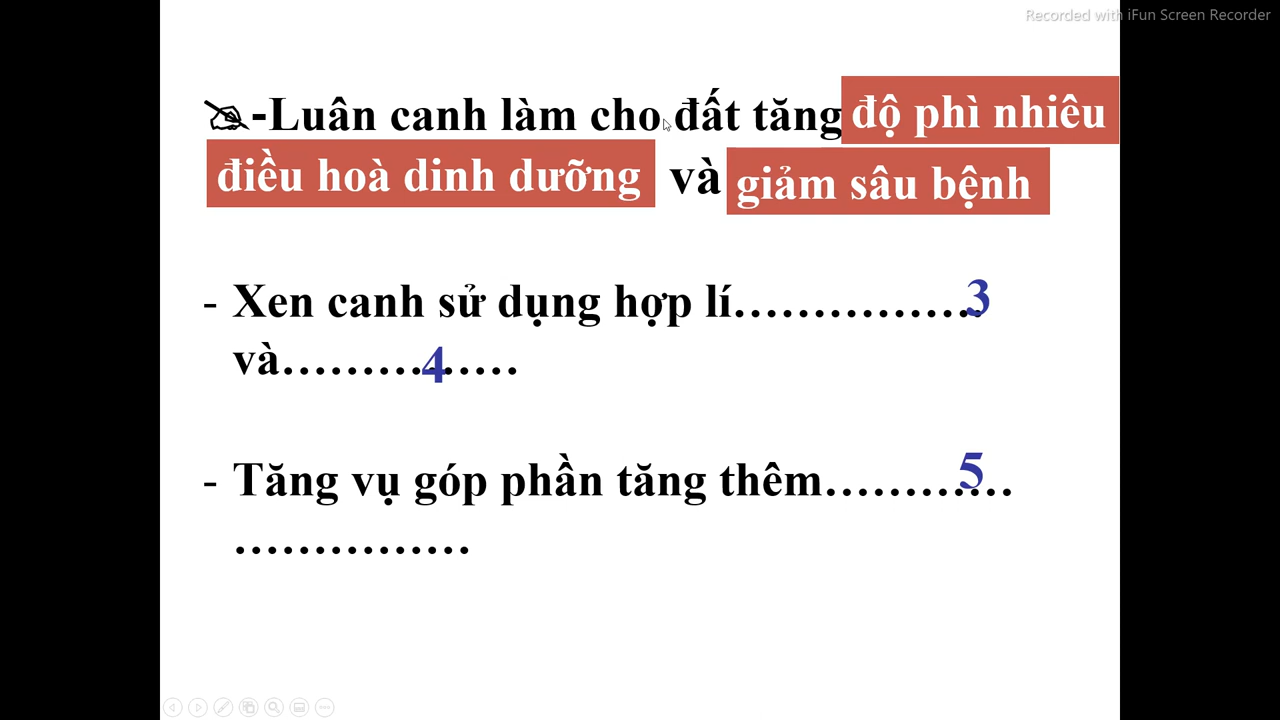 Recorded with iFun Screen Recorder
-Luân canh làm cho đất tăng độ phì nhiêu
điều hoà dinh dưỡng và giảm sâu bệnh
- Xen canh sử dụng hợp lí…………….. 3
và…………… 4
- Tăng vụ góp phần tăng thêm………… 5
……………